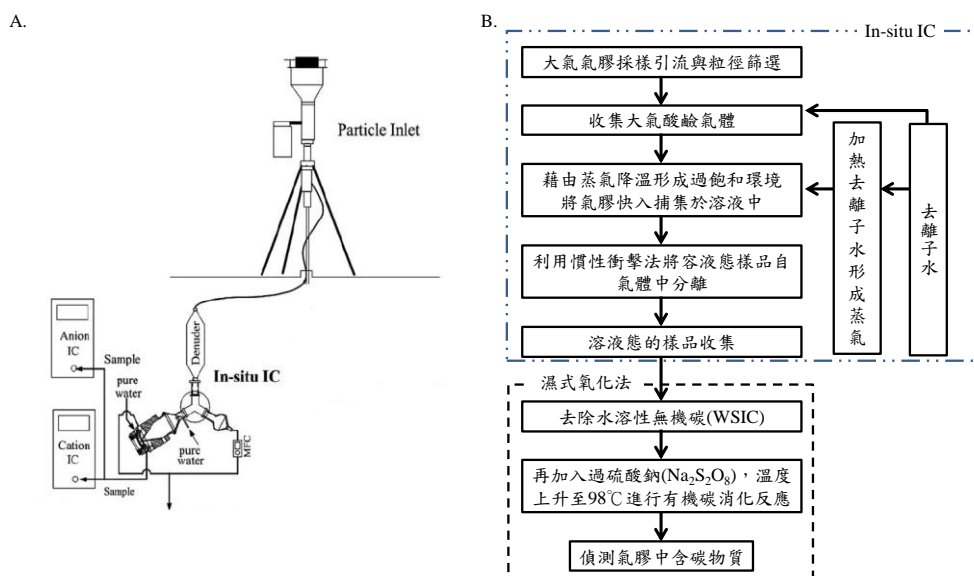 A.
Particle Inlet
Denuder
Anion
IC
Sample
pure
water
In-situ IC
Cation
IC
pure
water
MFC
Sample
B.
In-situ IC
大氣氣膠採樣引流與粒徑篩選
收集大氣酸鹼氣體
藉由蒸氣降溫形成過飽和環境
將氣膠快入捕集於溶液中
利用慣性衝擊法將容液態樣品自
氣體中分離
溶液態的樣品收集
加熱去離子水形成蒸氣
去離子水
濕式氧化法
去除水溶性無機碳(WSIC)
再加入過硫酸鈉(Na₂S₂O₈)，溫度
上升至98℃進行有機碳消化反應
偵測氣膠中含碳物質